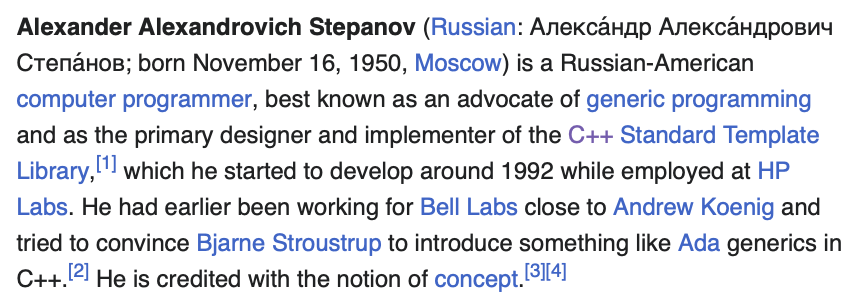 Alexander Alexandrovich Stepanov (Russian: Алекса́ндр Алекса́ндрович
Степа́нов; born November 16, 1950, Moscow) is a Russian-American
computer programmer, best known as an advocate of generic programming
and as the primary designer and implementer of the C++ Standard Template
Library,[1] which he started to develop around 1992 while employed at HP
Labs. He had earlier been working for Bell Labs close to Andrew Koenig and
tried to convince Bjarne Stroustrup to introduce something like Ada generics in
C++.[2] He is credited with the notion of concept.[3][4]